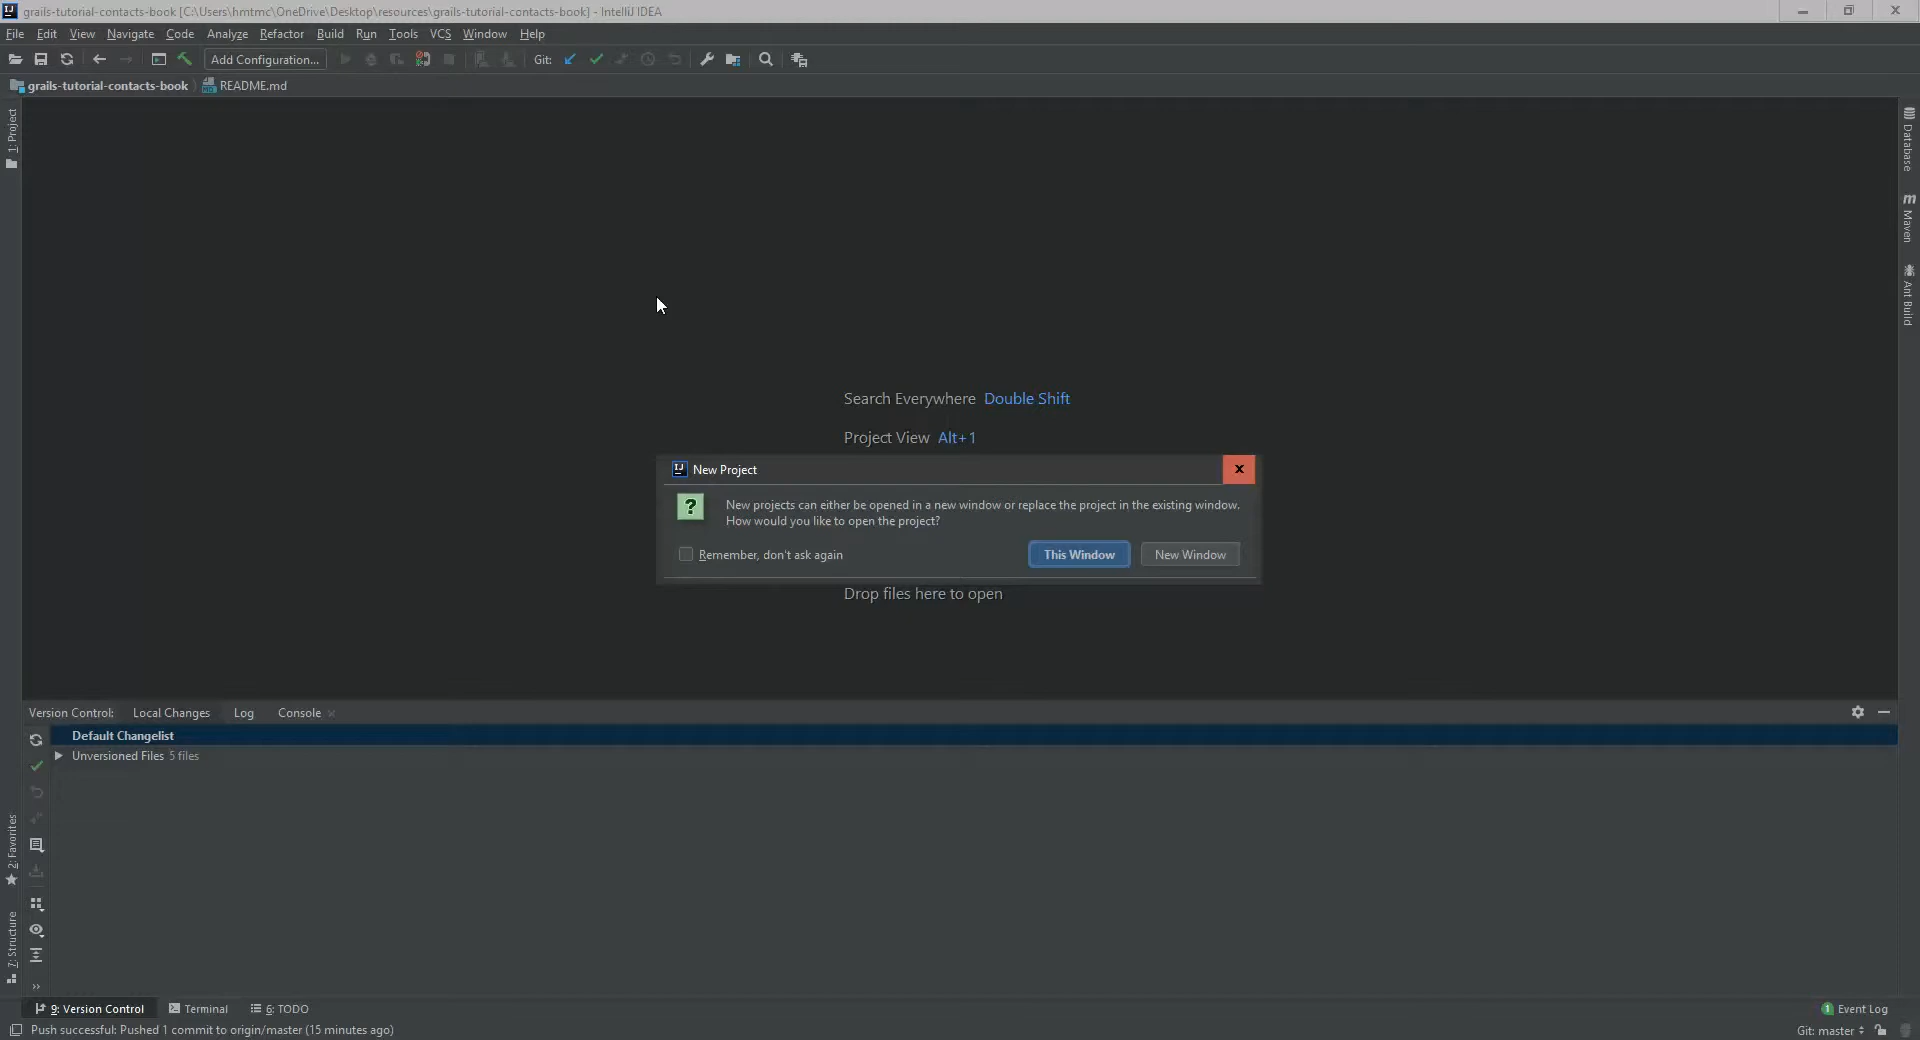 grails-tutorial-contacts-book [C:\Users\hmtmc\OneDrive\Desktop\resources\grails-tutorial-contacts-book] - IntelliJ IDEA
File Edit View Navigate Code Analyze Refactor Build Run Tools VCS Window Help
Add Configuration... Git:
grails-tutorial-contacts-book README.md
1: Project
Database
Maven
Ant Build
Search Everywhere Double Shift
Project View Alt+1
New Project
New projects can either be opened in a new window or replace the project in the existing window.
How would you like to open the project?
Remember, don't ask again This Window New Window
Drop files here to open
Version Control: Local Changes Log Console
Default Changelist
Unversioned Files 5 files
2: Favorites
7: Structure
9: Version Control Terminal 6: TODO 1 Event Log
Push successful: Pushed 1 commit to origin/master (15 minutes ago) Git: master